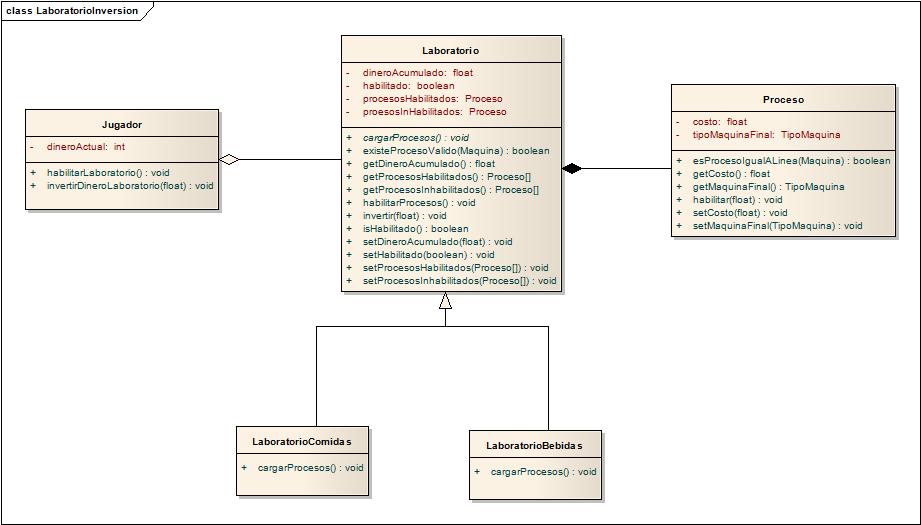 class LaboratorioInversion
Laboratorio
- dineroAcumulado: float
- habilitado: boolean
- procesosHabilitados: Proceso
- proesosInHabilitados: Proceso
+ cargarProcesos() : void
+ existeProcesoValido(Maquina) : boolean
+ getDineroAcumulado() : float
+ getProcesosHabilitados() : Proceso[]
+ getProcesosInhabilitados() : Proceso[]
+ habilitarProcesos() : void
+ invertir(float) : void
+ isHabilitado() : boolean
+ setDineroAcumulado(float) : void
+ setHabilitado(boolean) : void
+ setProcesosHabilitados(Proceso[]) : void
+ setProcesosInhabilitados(Proceso[]) : void
Jugador
- dineroActual: int
+ habilitarLaboratorio() : void
+ invertirDineroLaboratorio(float) : void
Proceso
- costo: float
- tipoMaquinaFinal: TipoMaquina
+ esProcesoIgualALinea(Maquina) : boolean
+ getCosto() : float
+ getMaquinaFinal() : TipoMaquina
+ habilitar(float) : void
+ setCosto(float) : void
+ setMaquinaFinal(TipoMaquina) : void
LaboratorioComidas
+ cargarProcesos() : void
LaboratorioBebidas
+ cargarProcesos() : void